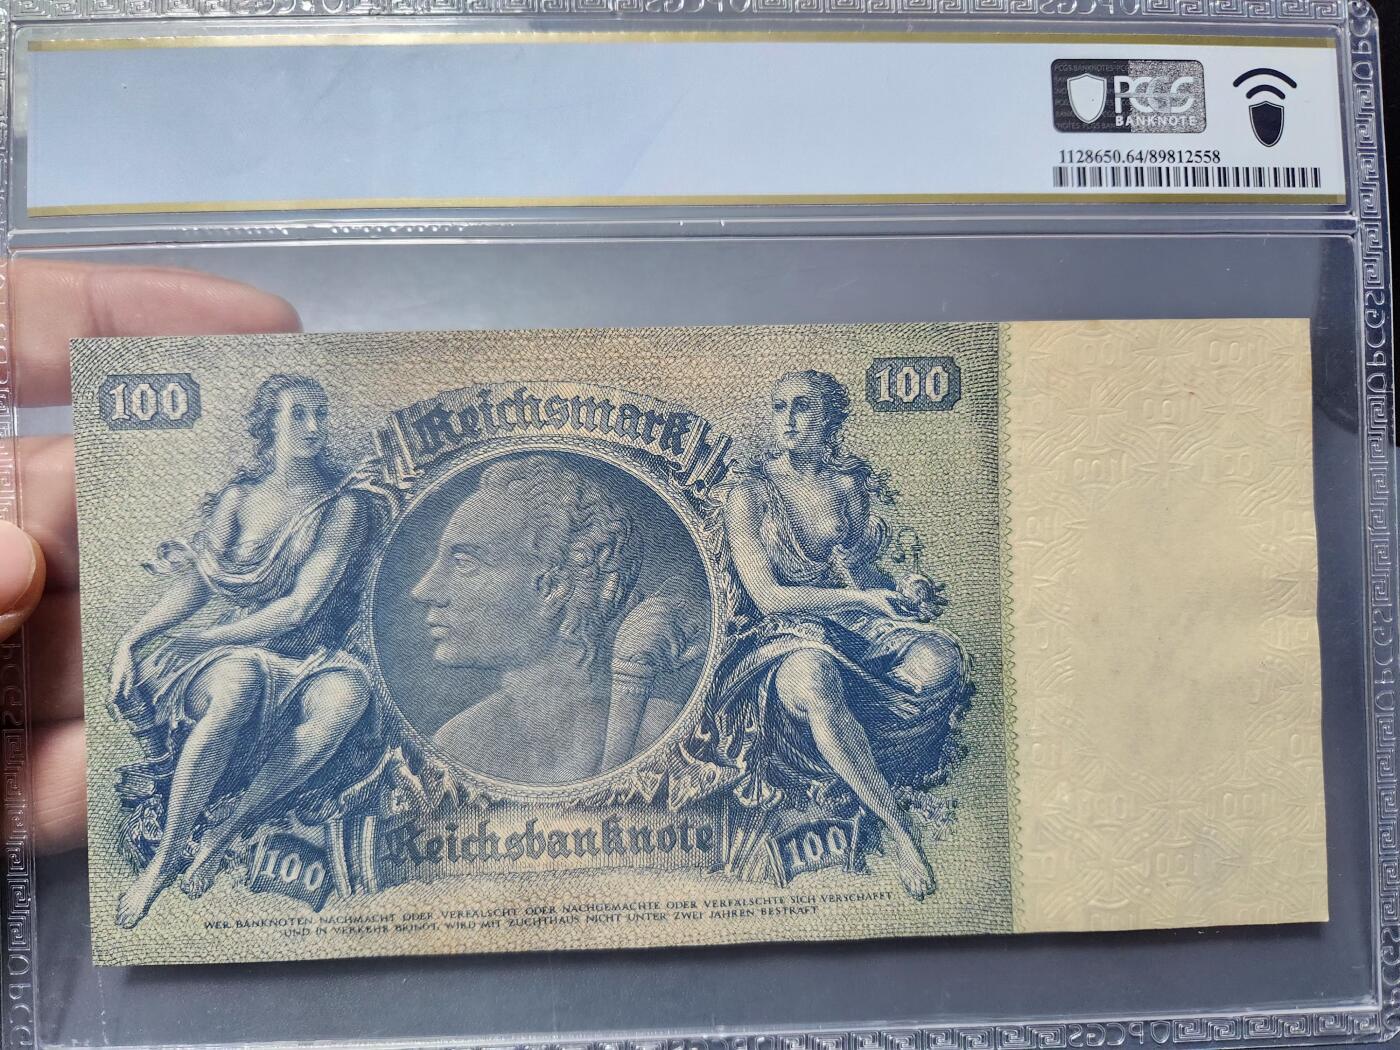 PCGS
BANKNOTE
1128650.64/89812558
100
Reichsmark
100
Reichsbanknote
100
100
WER BANKNOTEN NACHMACHT ODER VERFÄLSCHT ODER NACHGEMACHTE ODER VERFÄLSCHTE SICH VERSCHAFFT
UND IN VERKEHR BRINGT, WIRD MIT ZUCHTHAUS NICHT UNTER ZWEI JAHREN BESTRAFT